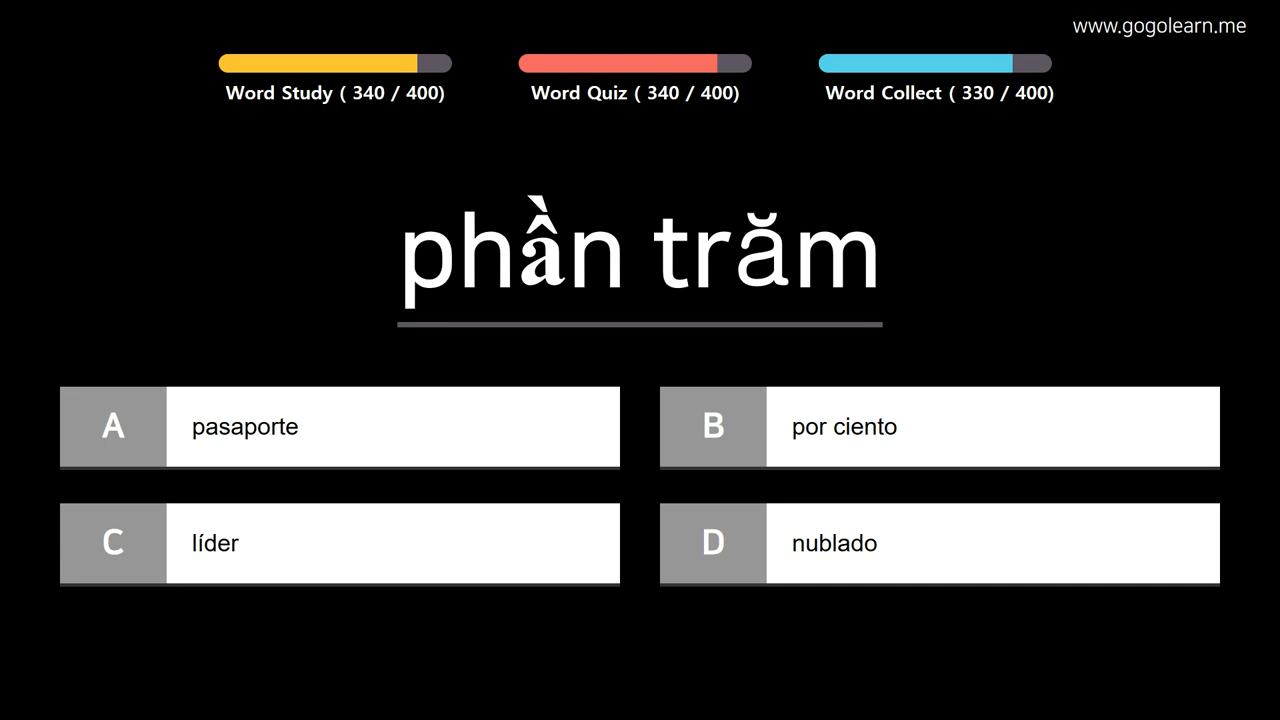 www.gogolearn.me
Word Study ( 340 / 400)
Word Quiz ( 340 / 400)
Word Collect ( 330 / 400)
phần trăm
A pasaporte
B por ciento
C líder
D nublado